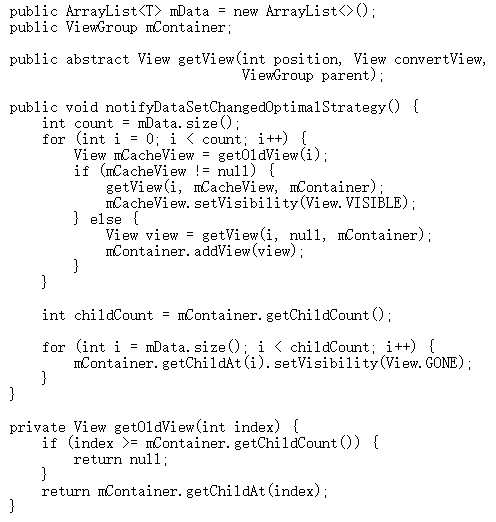 public ArrayList<T> mData = new ArrayList<>();
public ViewGroup mContainer;

public abstract View getView(int position, View convertView,
                             ViewGroup parent);

public void notifyDataSetChangedOptimalStrategy() {
    int count = mData.size();
    for (int i = 0; i < count; i++) {
        View mCacheView = getOldView(i);
        if (mCacheView != null) {
            getView(i, mCacheView, mContainer);
            mCacheView.setVisibility(View.VISIBLE);
        } else {
            View view = getView(i, null, mContainer);
            mContainer.addView(view);
        }
    }

    int childCount = mContainer.getChildCount();

    for (int i = mData.size(); i < childCount; i++) {
        mContainer.getChildAt(i).setVisibility(View.GONE);
    }
}

private View getOldView(int index) {
    if (index >= mContainer.getChildCount()) {
        return null;
    }
    return mContainer.getChildAt(index);
}